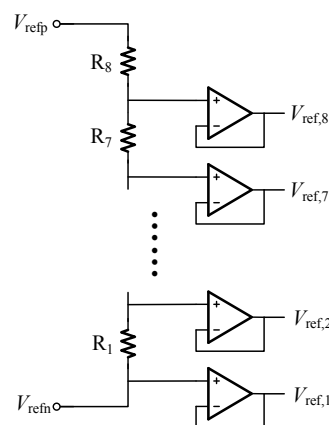 V_refp
R_8
+
−
V_ref,8
R_7
+
−
V_ref,7
+
−
V_ref,2
R_1
+
−
V_ref,1
V_refn